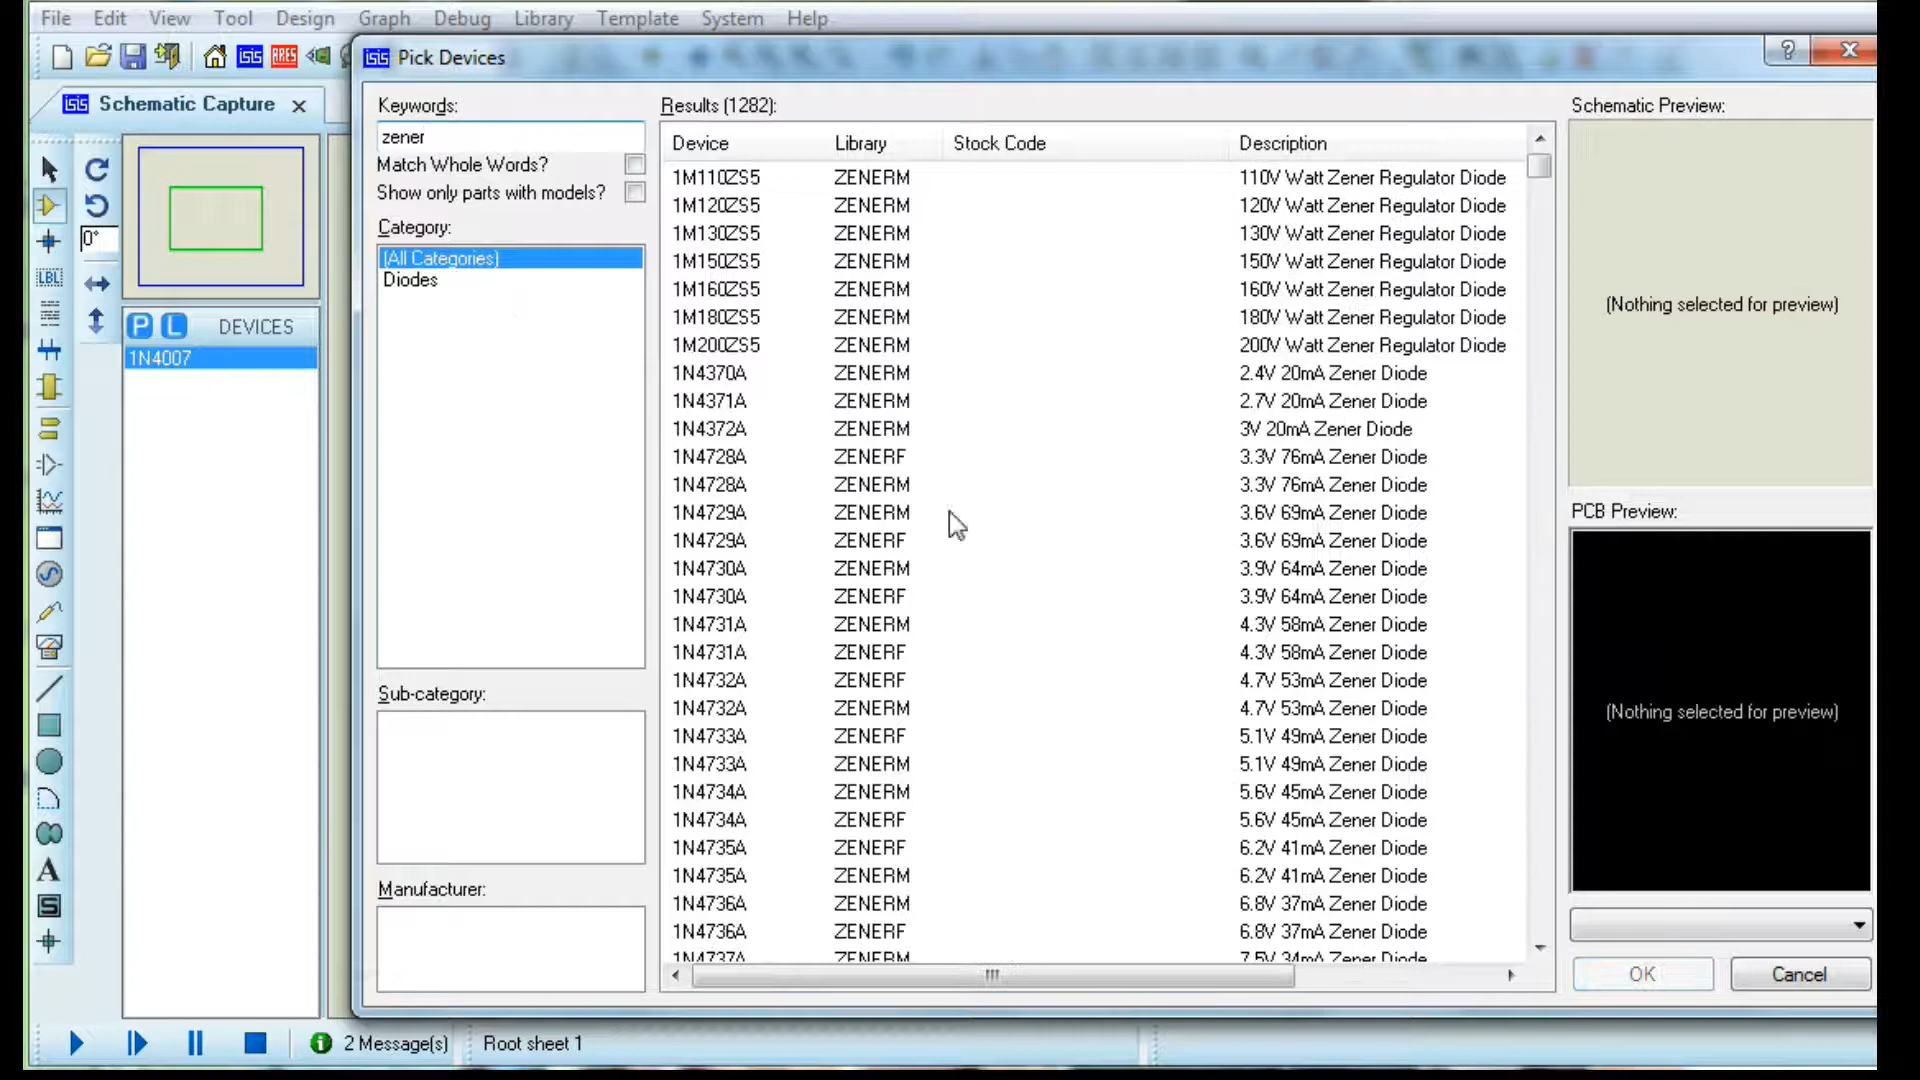 File Edit View Tool Design Graph Debug Library Template System Help
isis ARES
isis Pick Devices
isis Schematic Capture
Keywords:
zener
Match Whole Words?
Show only parts with models?
Category:
(All Categories)
Diodes
Sub-category:
Manufacturer:
0°
LBL
P L DEVICES
1N4007
A
S
Results (1282):
Device Library Stock Code Description
1M110ZS5 ZENERM 110V Watt Zener Regulator Diode
1M120ZS5 ZENERM 120V Watt Zener Regulator Diode
1M130ZS5 ZENERM 130V Watt Zener Regulator Diode
1M150ZS5 ZENERM 150V Watt Zener Regulator Diode
1M160ZS5 ZENERM 160V Watt Zener Regulator Diode
1M180ZS5 ZENERM 180V Watt Zener Regulator Diode
1M200ZS5 ZENERM 200V Watt Zener Regulator Diode
1N4370A ZENERM 2.4V 20mA Zener Diode
1N4371A ZENERM 2.7V 20mA Zener Diode
1N4372A ZENERM 3V 20mA Zener Diode
1N4728A ZENERF 3.3V 76mA Zener Diode
1N4728A ZENERM 3.3V 76mA Zener Diode
1N4729A ZENERM 3.6V 69mA Zener Diode
1N4729A ZENERF 3.6V 69mA Zener Diode
1N4730A ZENERM 3.9V 64mA Zener Diode
1N4730A ZENERF 3.9V 64mA Zener Diode
1N4731A ZENERM 4.3V 58mA Zener Diode
1N4731A ZENERF 4.3V 58mA Zener Diode
1N4732A ZENERF 4.7V 53mA Zener Diode
1N4732A ZENERM 4.7V 53mA Zener Diode
1N4733A ZENERF 5.1V 49mA Zener Diode
1N4733A ZENERM 5.1V 49mA Zener Diode
1N4734A ZENERM 5.6V 45mA Zener Diode
1N4734A ZENERF 5.6V 45mA Zener Diode
1N4735A ZENERF 6.2V 41mA Zener Diode
1N4735A ZENERM 6.2V 41mA Zener Diode
1N4736A ZENERM 6.8V 37mA Zener Diode
1N4736A ZENERF 6.8V 37mA Zener Diode
1N4737A ZENERM 7.5V 34mA Zener Diode
Schematic Preview:
(Nothing selected for preview)
PCB Preview:
(Nothing selected for preview)
OK Cancel
2 Message(s) Root sheet 1